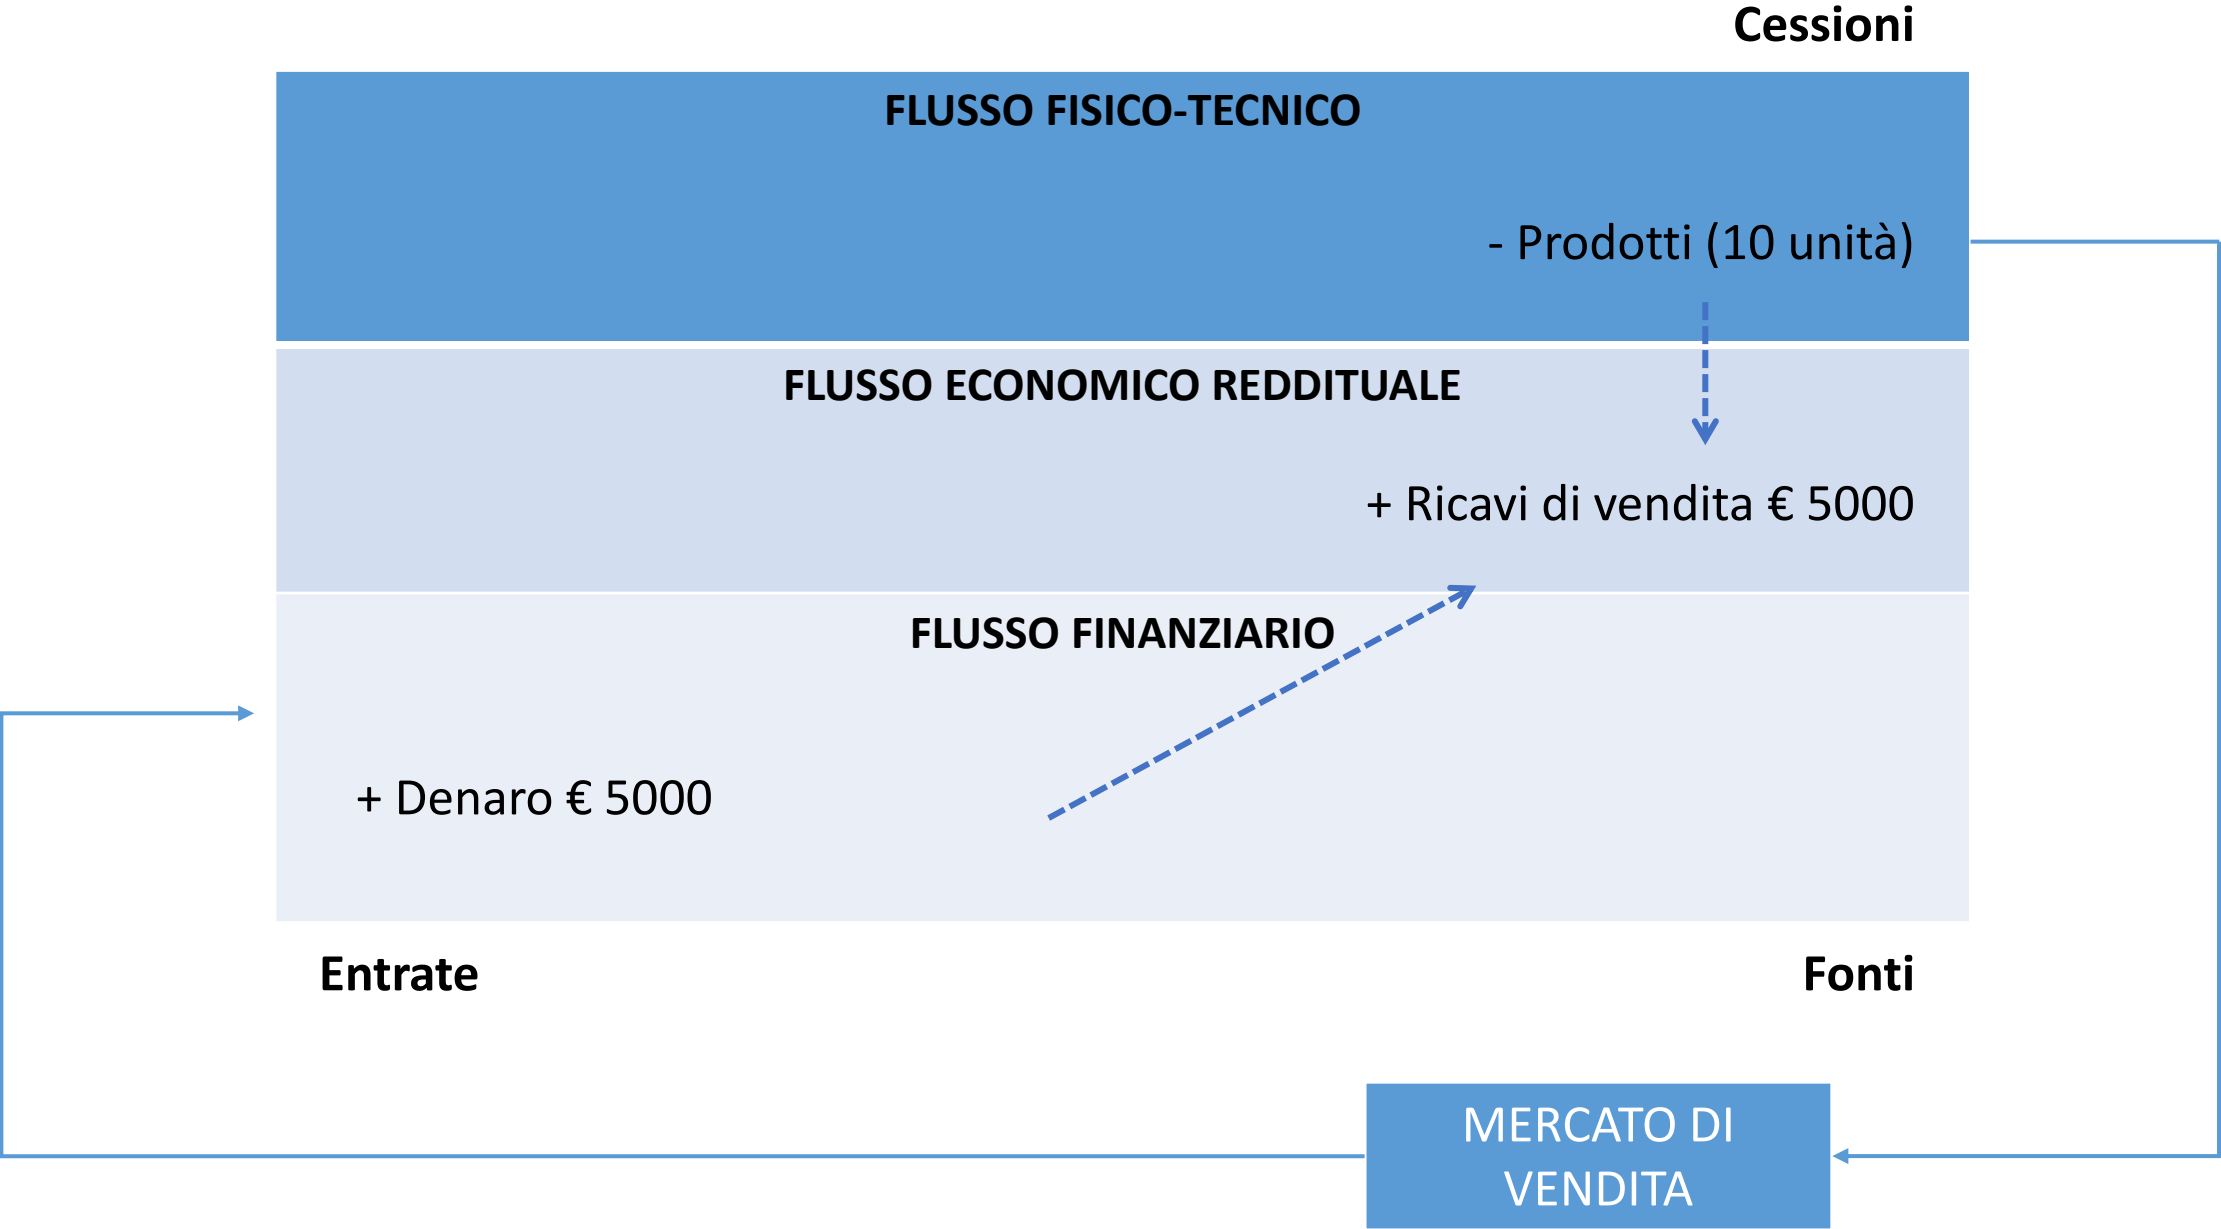 Cessioni
FLUSSO FISICO-TECNICO
- Prodotti (10 unità)
FLUSSO ECONOMICO REDDITUALE
+ Ricavi di vendita € 5000
FLUSSO FINANZIARIO
+ Denaro € 5000
Entrate
Fonti
MERCATO DI
VENDITA